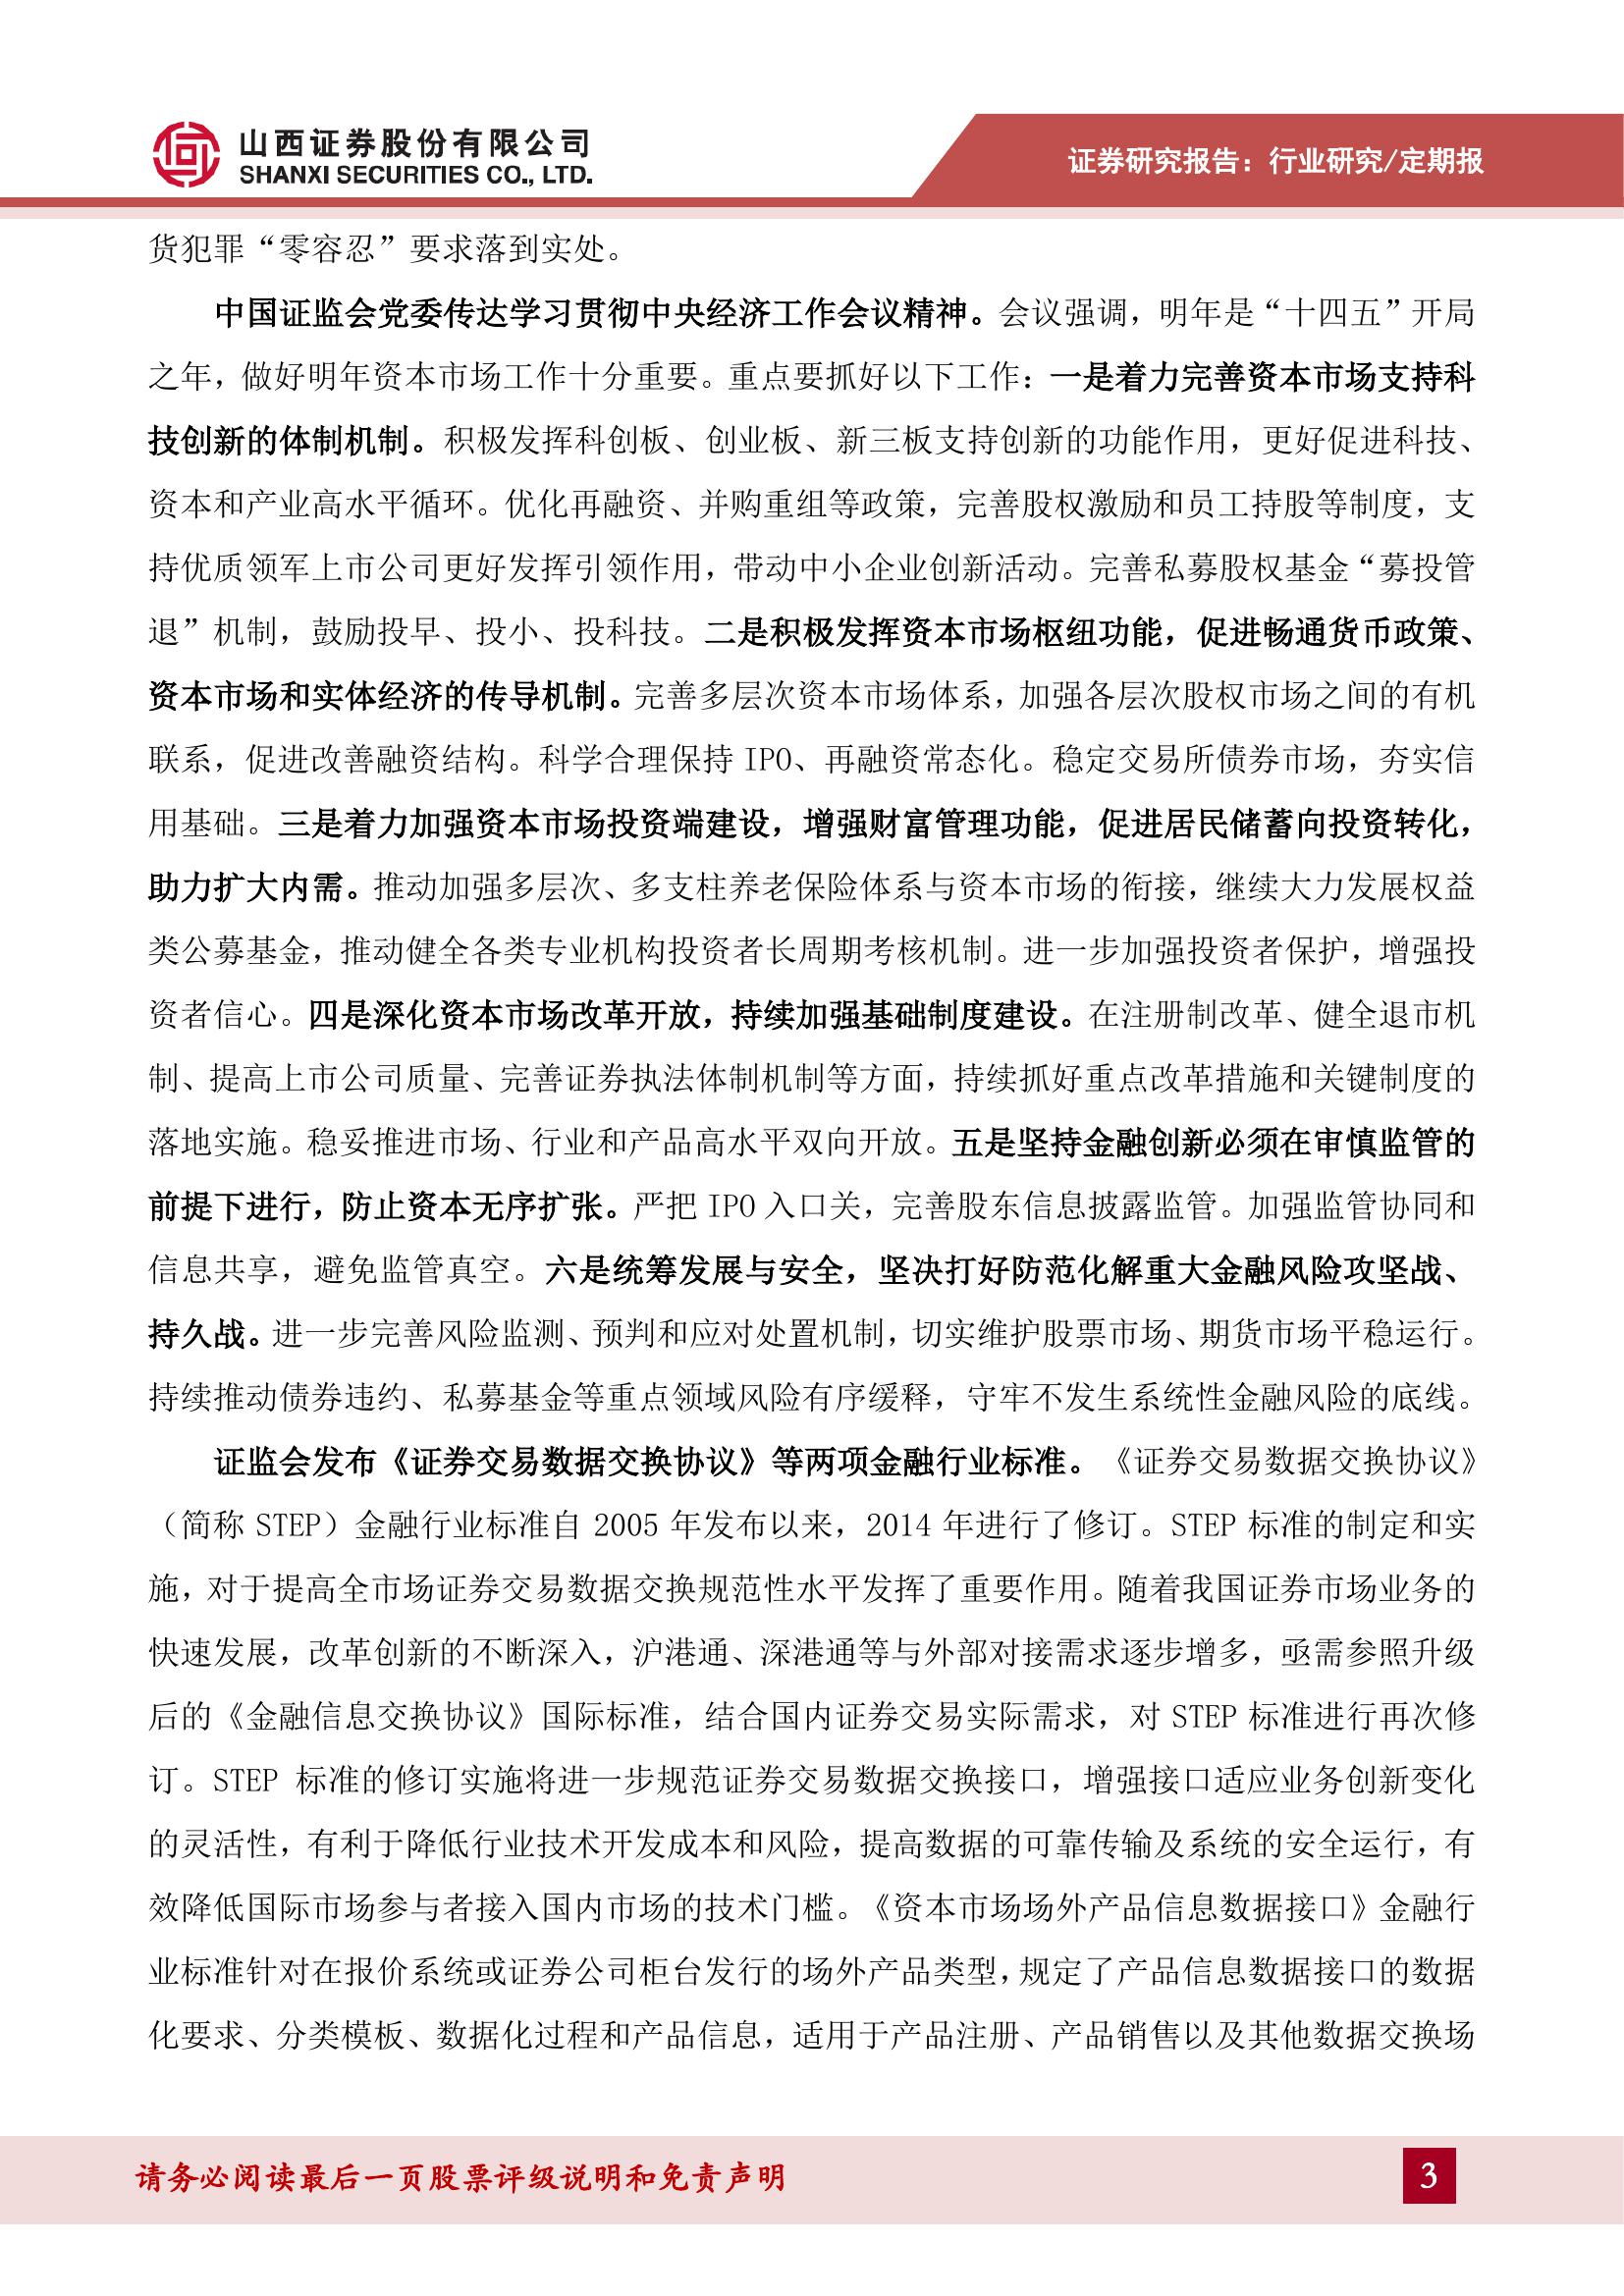 山西证券股份有限公司
SHANXI SECURITIES CO., LTD.
证券研究报告：行业研究/定期报
货犯罪“零容忍”要求落到实处。
中国证监会党委传达学习贯彻中央经济工作会议精神。会议强调，明年是“十四五”开局
之年，做好明年资本市场工作十分重要。重点要抓好以下工作：一是着力完善资本市场支持科
技创新的体制机制。积极发挥科创板、创业板、新三板支持创新的功能作用，更好促进科技、
资本和产业高水平循环。优化再融资、并购重组等政策，完善股权激励和员工持股等制度，支
持优质领军上市公司更好发挥引领作用，带动中小企业创新活动。完善私募股权基金“募投管
退”机制，鼓励投早、投小、投科技。二是积极发挥资本市场枢纽功能，促进畅通货币政策、
资本市场和实体经济的传导机制。完善多层次资本市场体系，加强各层次股权市场之间的有机
联系，促进改善融资结构。科学合理保持 IPO、再融资常态化。稳定交易所债券市场，夯实信
用基础。三是着力加强资本市场投资端建设，增强财富管理功能，促进居民储蓄向投资转化，
助力扩大内需。推动加强多层次、多支柱养老保险体系与资本市场的衔接，继续大力发展权益
类公募基金，推动健全各类专业机构投资者长周期考核机制。进一步加强投资者保护，增强投
资者信心。四是深化资本市场改革开放，持续加强基础制度建设。在注册制改革、健全退市机
制、提高上市公司质量、完善证券执法体制机制等方面，持续抓好重点改革措施和关键制度的
落地实施。稳妥推进市场、行业和产品高水平双向开放。五是坚持金融创新必须在审慎监管的
前提下进行，防止资本无序扩张。严把 IPO 入口关，完善股东信息披露监管。加强监管协同和
信息共享，避免监管真空。六是统筹发展与安全，坚决打好防范化解重大金融风险攻坚战、
持久战。进一步完善风险监测、预判和应对处置机制，切实维护股票市场、期货市场平稳运行。
持续推动债券违约、私募基金等重点领域风险有序缓释，守牢不发生系统性金融风险的底线。
证监会发布《证券交易数据交换协议》等两项金融行业标准。《证券交易数据交换协议》
（简称 STEP）金融行业标准自 2005 年发布以来，2014 年进行了修订。STEP 标准的制定和实
施，对于提高全市场证券交易数据交换规范性水平发挥了重要作用。随着我国证券市场业务的
快速发展，改革创新的不断深入，沪港通、深港通等与外部对接需求逐步增多，亟需参照升级
后的《金融信息交换协议》国际标准，结合国内证券交易实际需求，对 STEP 标准进行再次修
订。STEP 标准的修订实施将进一步规范证券交易数据交换接口，增强接口适应业务创新变化
的灵活性，有利于降低行业技术开发成本和风险，提高数据的可靠传输及系统的安全运行，有
效降低国际市场参与者接入国内市场的技术门槛。《资本市场场外产品信息数据接口》金融行
业标准针对在报价系统或证券公司柜台发行的场外产品类型，规定了产品信息数据接口的数据
化要求、分类模板、数据化过程和产品信息，适用于产品注册、产品销售以及其他数据交换场
请务必阅读最后一页股票评级说明和免责声明
3